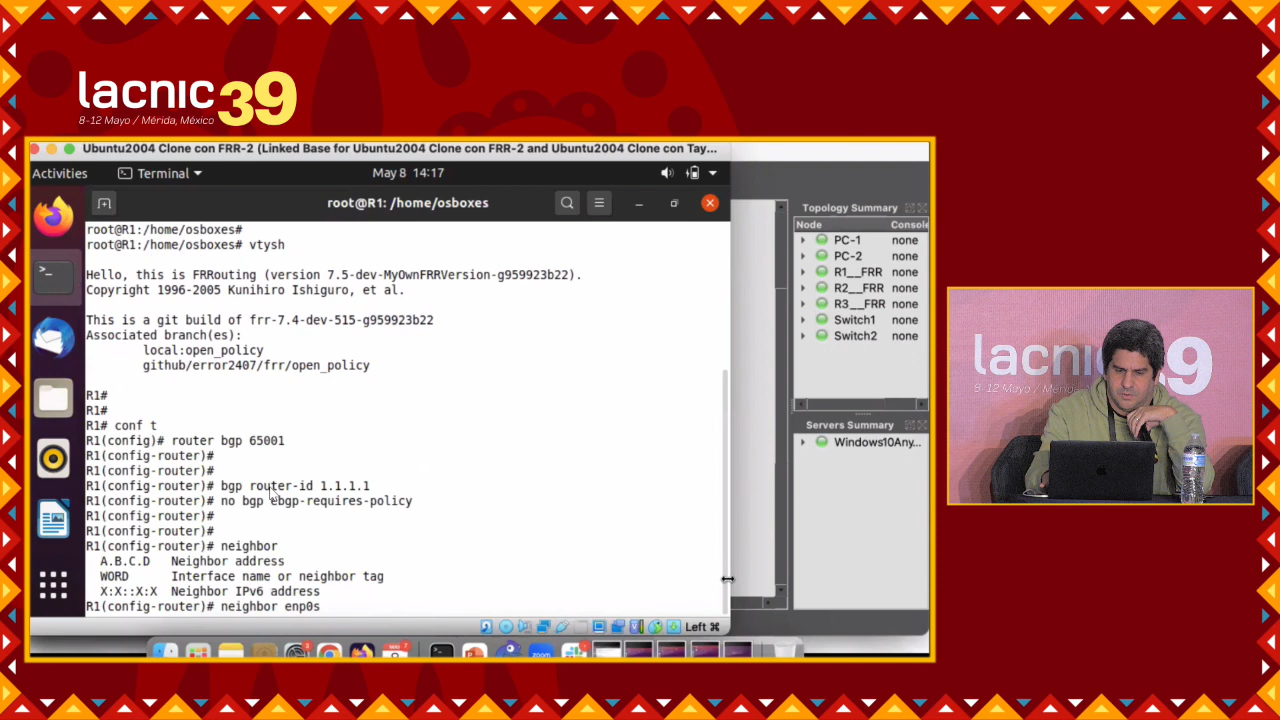 lacnic 39
8-12 Mayo / Mérida, México
Ubuntu2004 Clone con FRR-2 (Linked Base for Ubuntu2004 Clone con FRR-2 and Ubuntu2004 Clone con Tay...
Activities
Terminal
May 8 14:17
root@R1: /home/osboxes
root@R1:/home/osboxes#
root@R1:/home/osboxes# vtysh
Hello, this is FRRouting (version 7.5-dev-MyOwnFRRVersion-g959923b22).
Copyright 1996-2005 Kunihiro Ishiguro, et al.
This is a git build of frr-7.4-dev-515-g959923b22
Associated branch(es):
local:open_policy
github/error2407/frr/open_policy
R1#
R1#
R1# conf t
R1(config)# router bgp 65001
R1(config-router)#
R1(config-router)#
R1(config-router)# bgp router-id 1.1.1.1
R1(config-router)# no bgp ebgp-requires-policy
R1(config-router)#
R1(config-router)#
R1(config-router)# neighbor
A.B.C.D Neighbor address
WORD Interface name or neighbor tag
X:X::X:X Neighbor IPv6 address
R1(config-router)# neighbor enp0s
Left ⌘
Topology Summary
Node Console
PC-1 none
PC-2 none
R1__FRR none
R2__FRR none
R3__FRR none
Switch1 none
Switch2 none
Servers Summary
Windows10Any...
zoom
lacnic 39
8-12 Mayo / Mérida